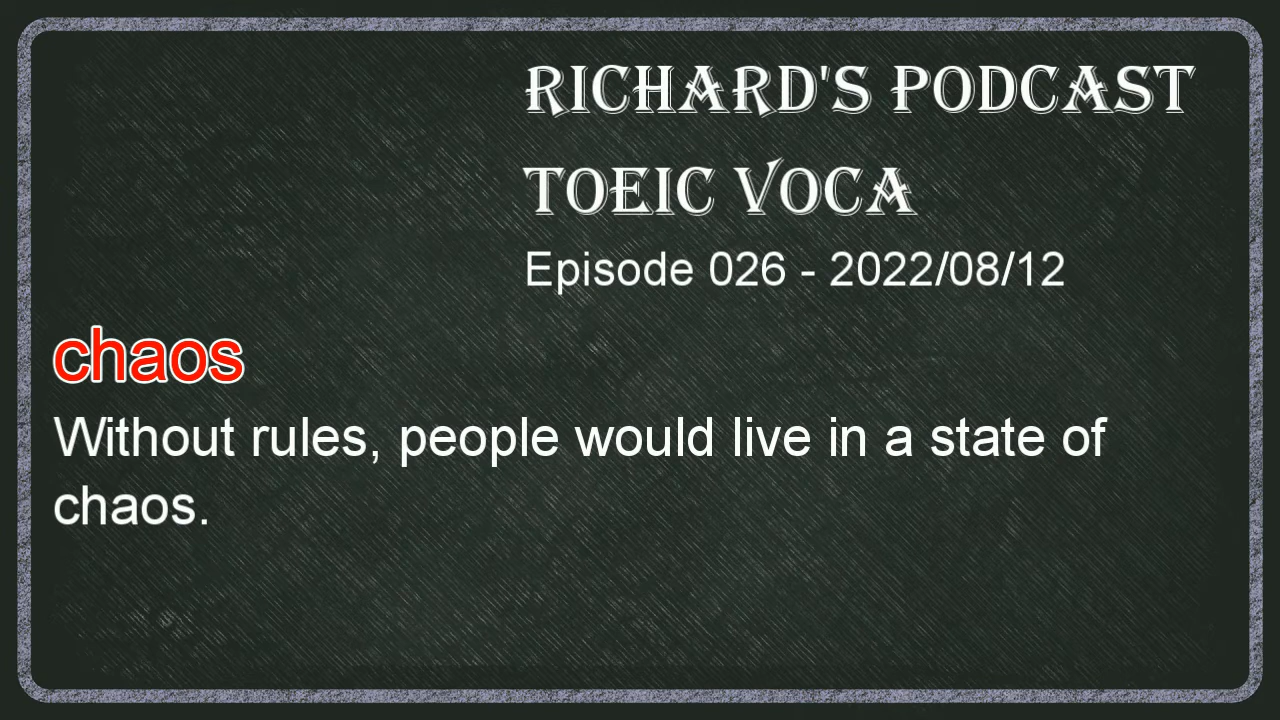 RICHARD'S PODCAST
TOEIC VOCA
Episode 026 - 2022/08/12
chaos
Without rules, people would live in a state of
chaos.